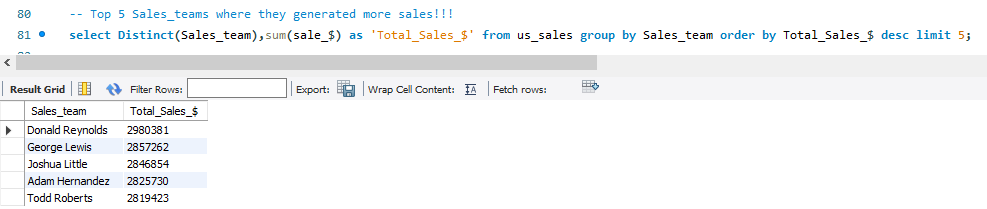 80 -- Top 5 Sales_teams where they generated more sales!!!
81 select Distinct(Sales_team),sum(sale_$) as 'Total_Sales_$' from us_sales group by Sales_team order by Total_Sales_$ desc limit 5;
Result Grid Filter Rows: Export: Wrap Cell Content: IA Fetch rows:
Sales_team Total_Sales_$
Donald Reynolds 2980381
George Lewis 2857262
Joshua Little 2846854
Adam Hernandez 2825730
Todd Roberts 2819423